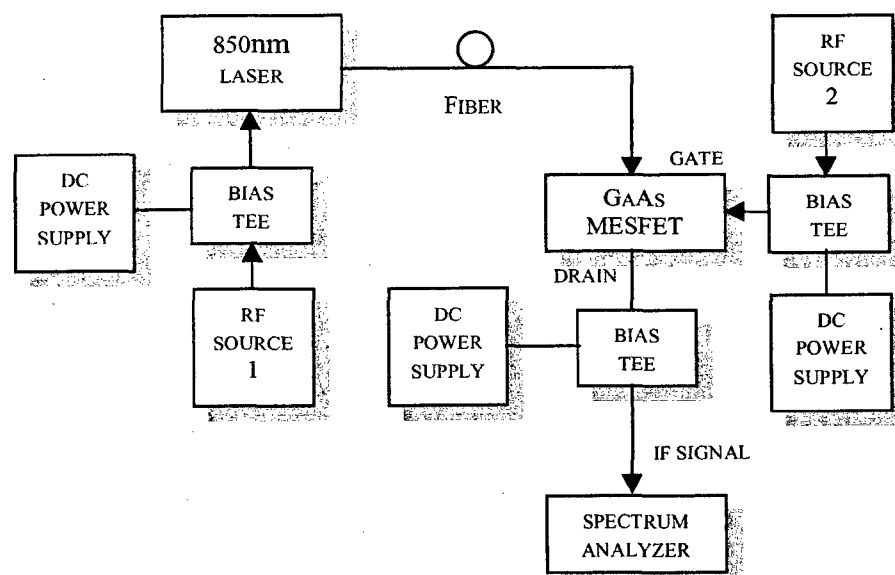 850nm
LASER
FIBER
RF
SOURCE
2
GATE
DC
POWER
SUPPLY
BIAS
TEE
GAAS
MESFET
BIAS
TEE
DRAIN
RF
SOURCE
1
DC
POWER
SUPPLY
BIAS
TEE
DC
POWER
SUPPLY
IF SIGNAL
SPECTRUM
ANALYZER